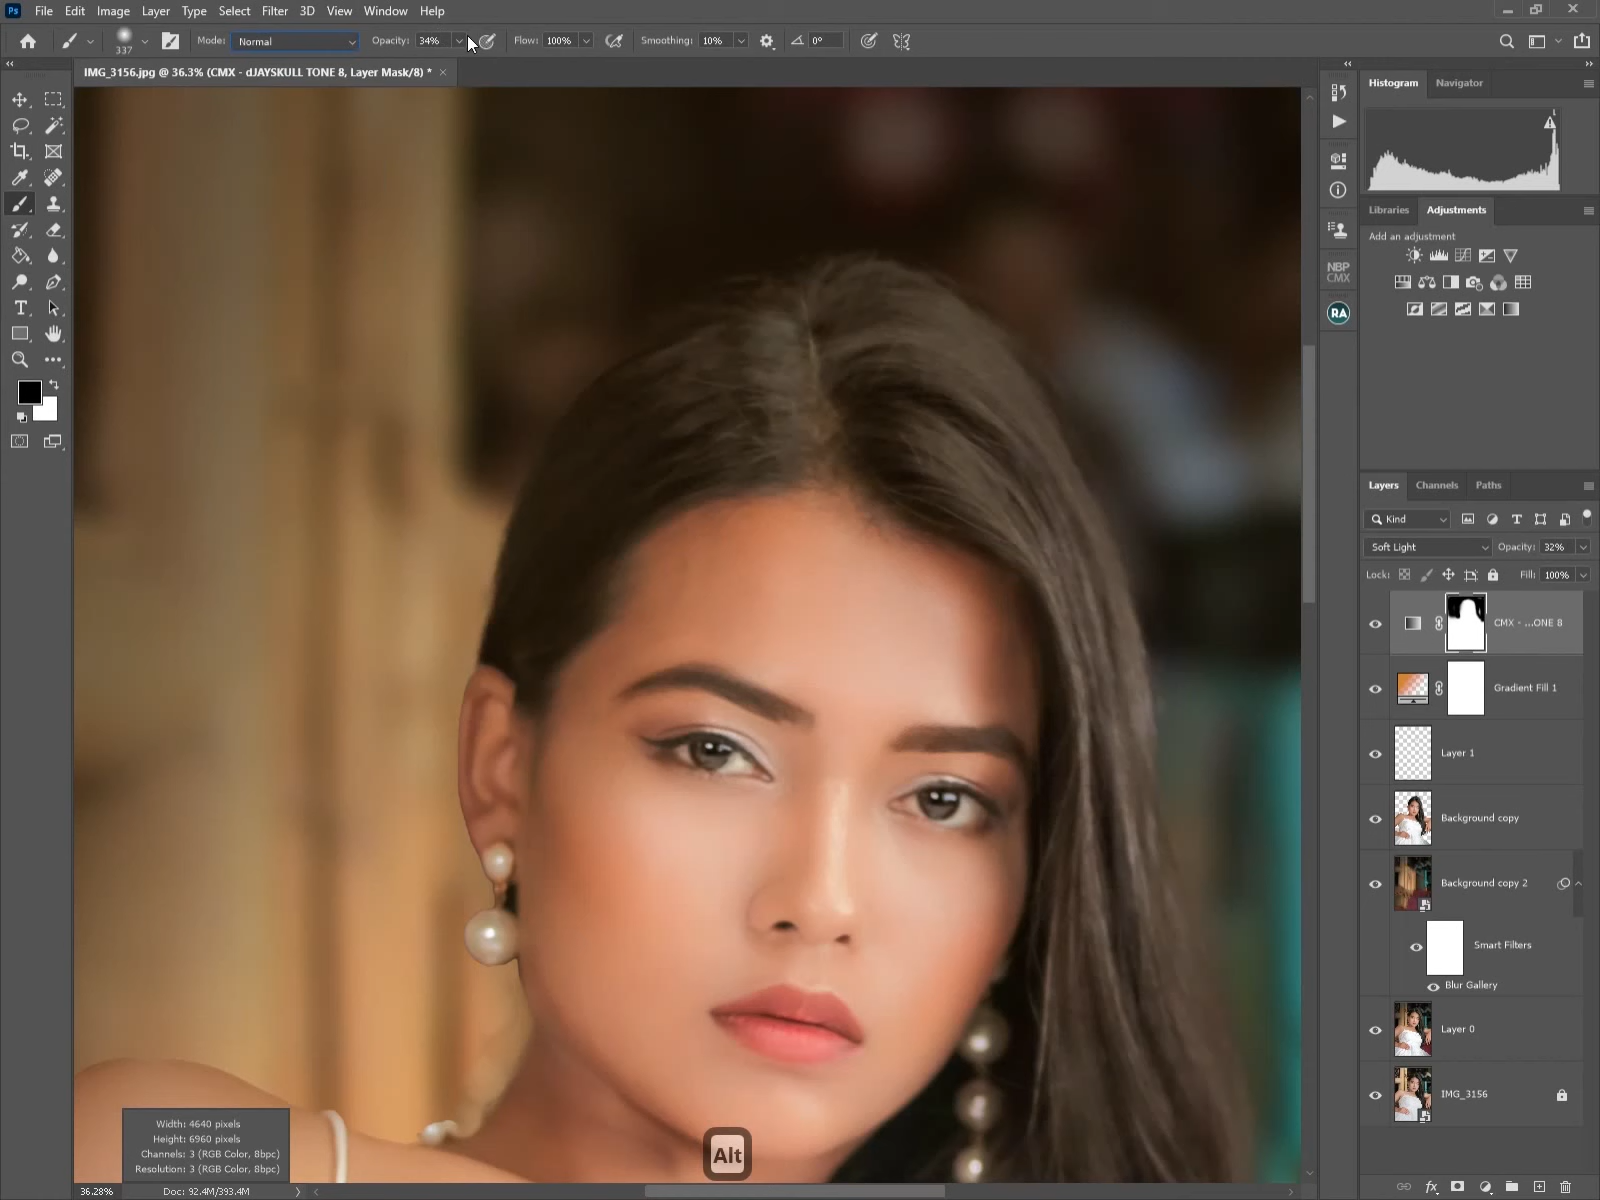 Ps File Edit Image Layer Type Select Filter 3D View Window Help
337 Mode: Normal Opacity: 34% Flow: 100% Smoothing: 10% 0°
IMG_3156.jpg @ 36.3% (CMX - dJAYSKULL TONE 8, Layer Mask/8) * ×
Histogram Navigator
Libraries Adjustments
Add an adjustment
NBP
CMX
RA
Layers Channels Paths
Kind
Soft Light Opacity: 32%
Lock: Fill: 100%
CMX - ...ONE 8
Gradient Fill 1
Layer 1
Background copy
Background copy 2
Smart Filters
Blur Gallery
Layer 0
IMG_3156
Width: 4640 pixels
Height: 6960 pixels
Channels: 3 (RGB Color, 8bpc)
Resolution: 3 (RGB Color, 8bpc)
Alt
36.28% Doc: 92.4M/393.4M